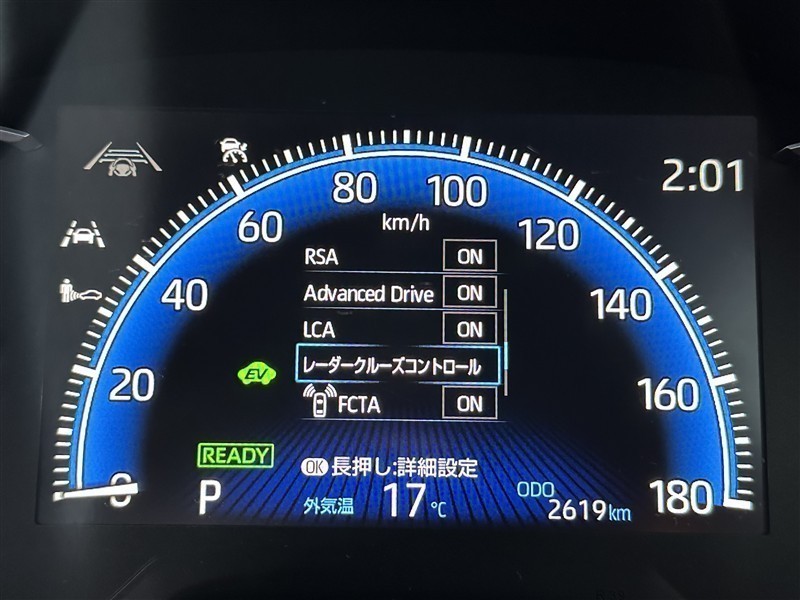 2:01
80
100
km/h
60
120
RSA ON
Advanced Drive ON
40
140
LCA ON
レーダークルーズコントロール
EV
20
160
FCTA ON
READY
OK 長押し:詳細設定
0
P
外気温 17℃
ODO 2619km
180